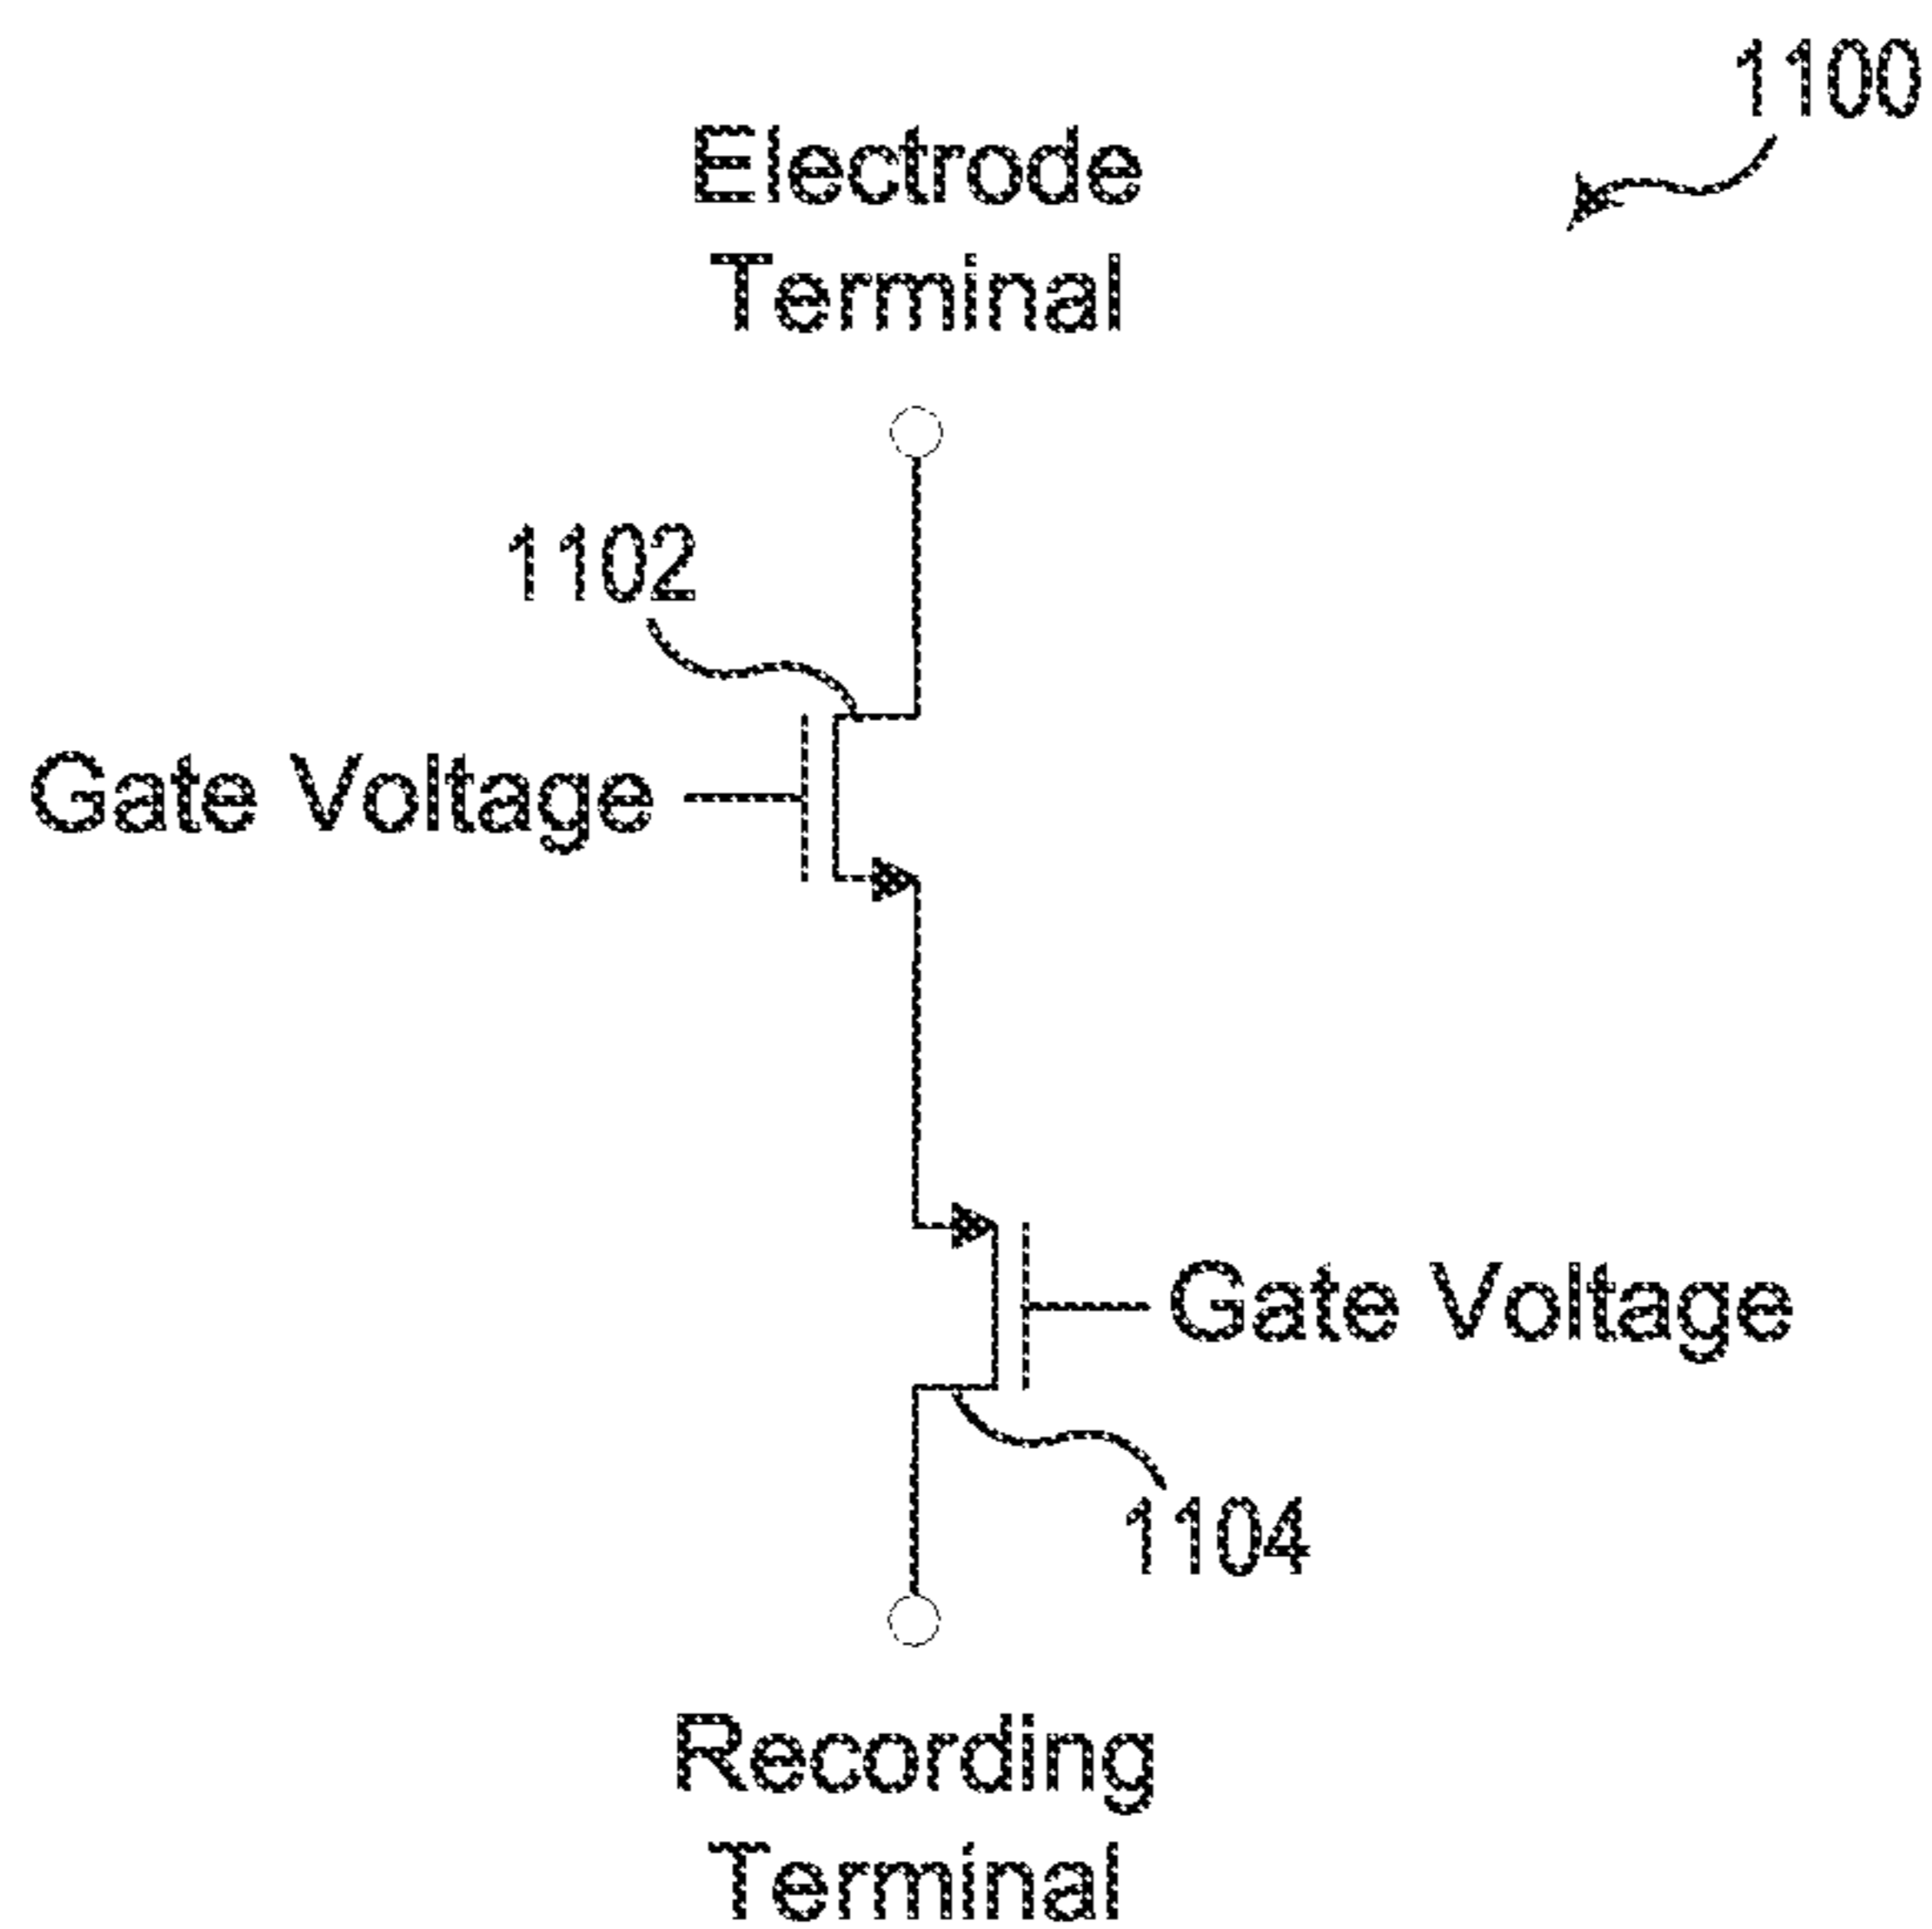 1100
Electrode
Terminal
1102
Gate Voltage
Gate Voltage
1104
Recording
Terminal